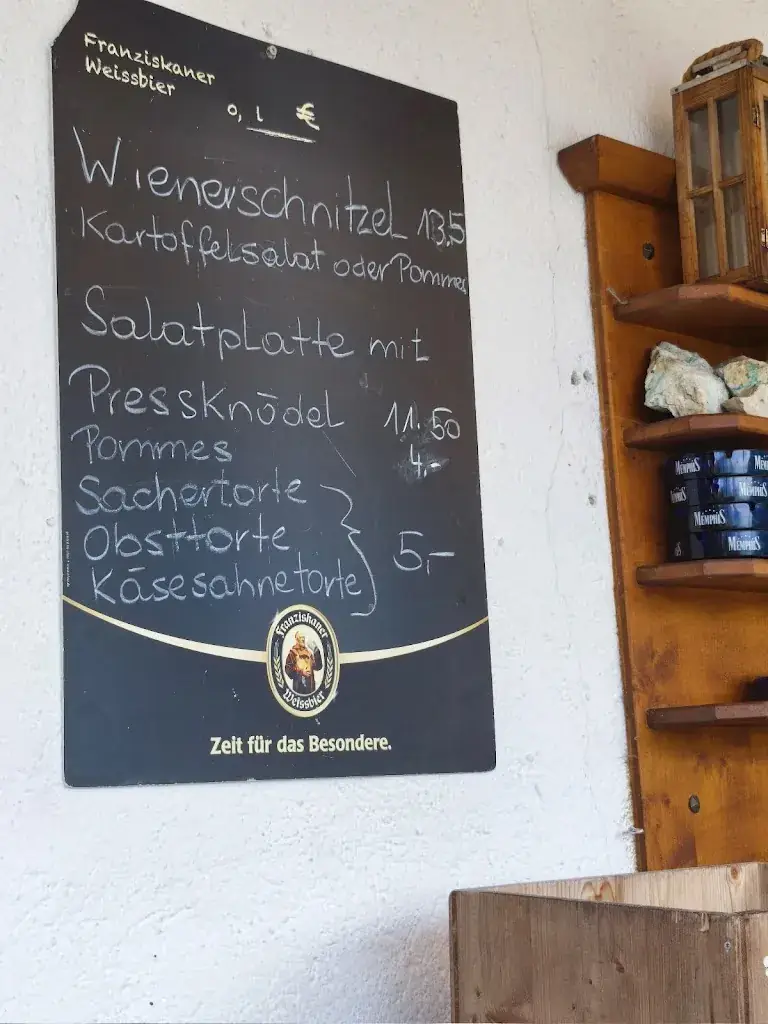 Franziskaner
Weissbier
0, l €
Wienerschnitzel 13,5
Kartoffelsalat oder Pommes
Salatplatte mit
Pressknödel 11.50
Pommes 4,-
Sachertorte
Obsttorte 5,-
Käsesahnetorte
Franziskaner
Weissbier
Zeit für das Besondere.
MEMPHIS
MEMPHIS
MEMPHIS
MEMPHIS